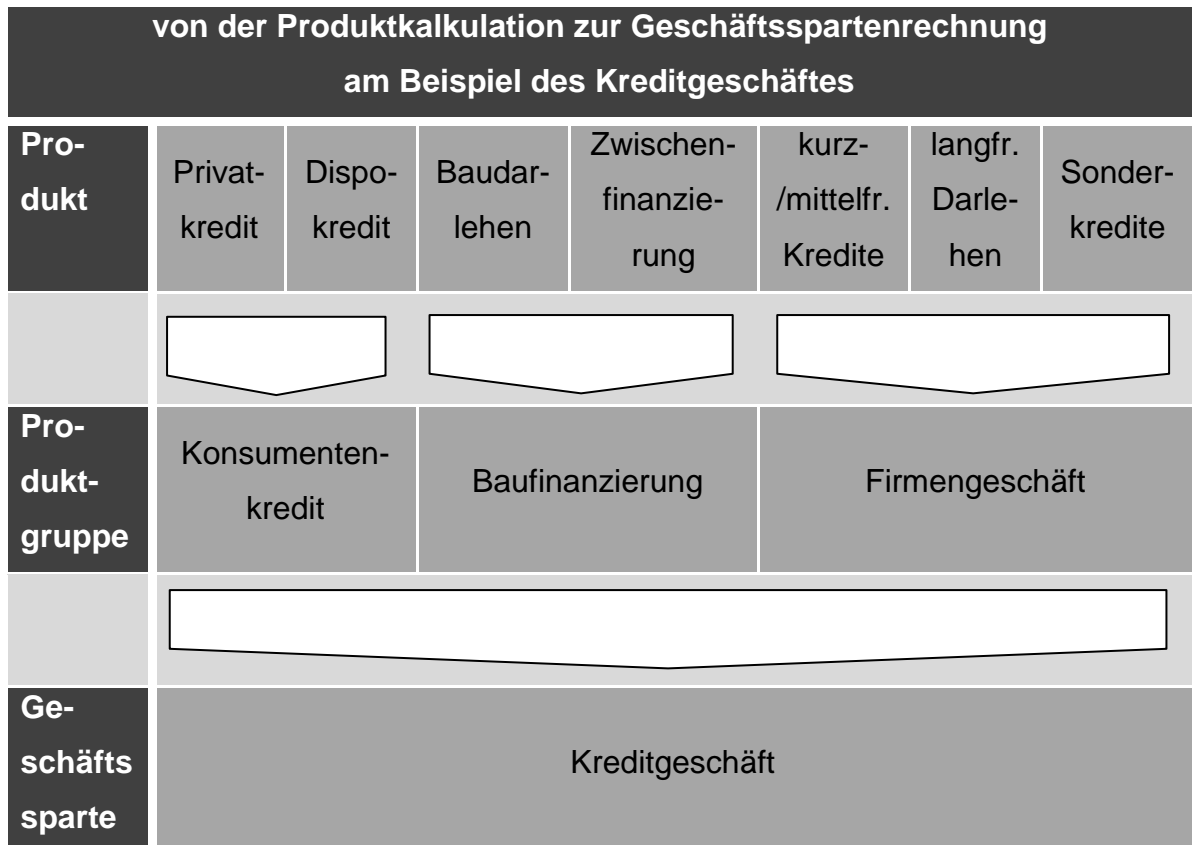 von der Produktkalkulation zur Geschäftsspartenrechnung
am Beispiel des Kreditgeschäftes
Pro-
dukt
Privat-
kredit
Dispo-
kredit
Baudar-
lehen
Zwischen-
finanzie-
rung
kurz-
/mittelfr.
Kredite
langfr.
Darle-
hen
Sonder-
kredite
Pro-
dukt-
gruppe
Konsumenten-
kredit
Baufinanzierung
Firmengeschäft
Ge-
schäfts
sparte
Kreditgeschäft